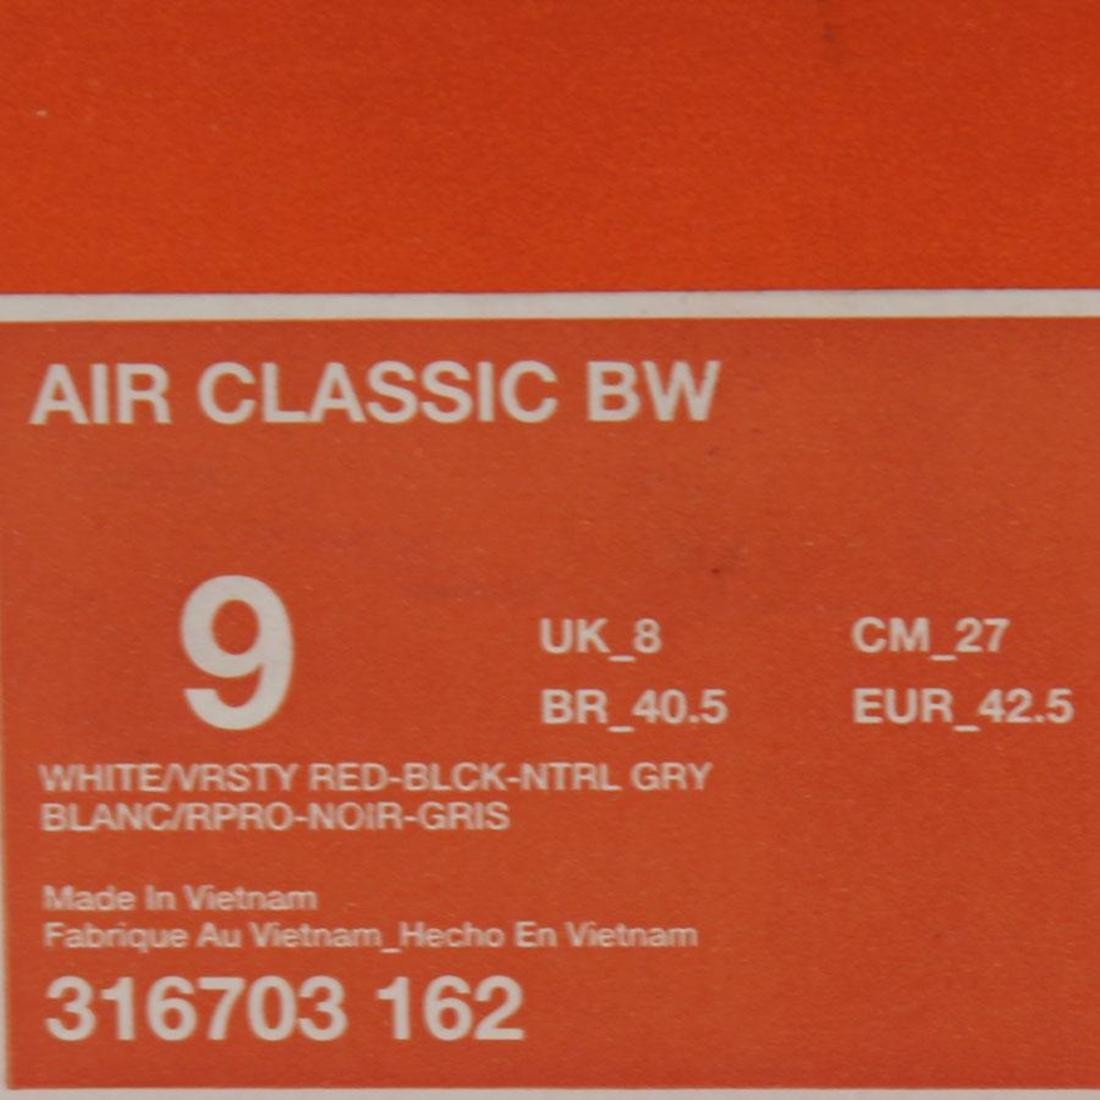 AIR CLASSIC BW
9
UK_8 CM_27
BR_40.5 EUR_42.5
WHITE/VRSTY RED-BLCK-NTRL GRY
BLANC/RPRO-NOIR-GRIS
Made In Vietnam
Fabrique Au Vietnam_Hecho En Vietnam
316703 162